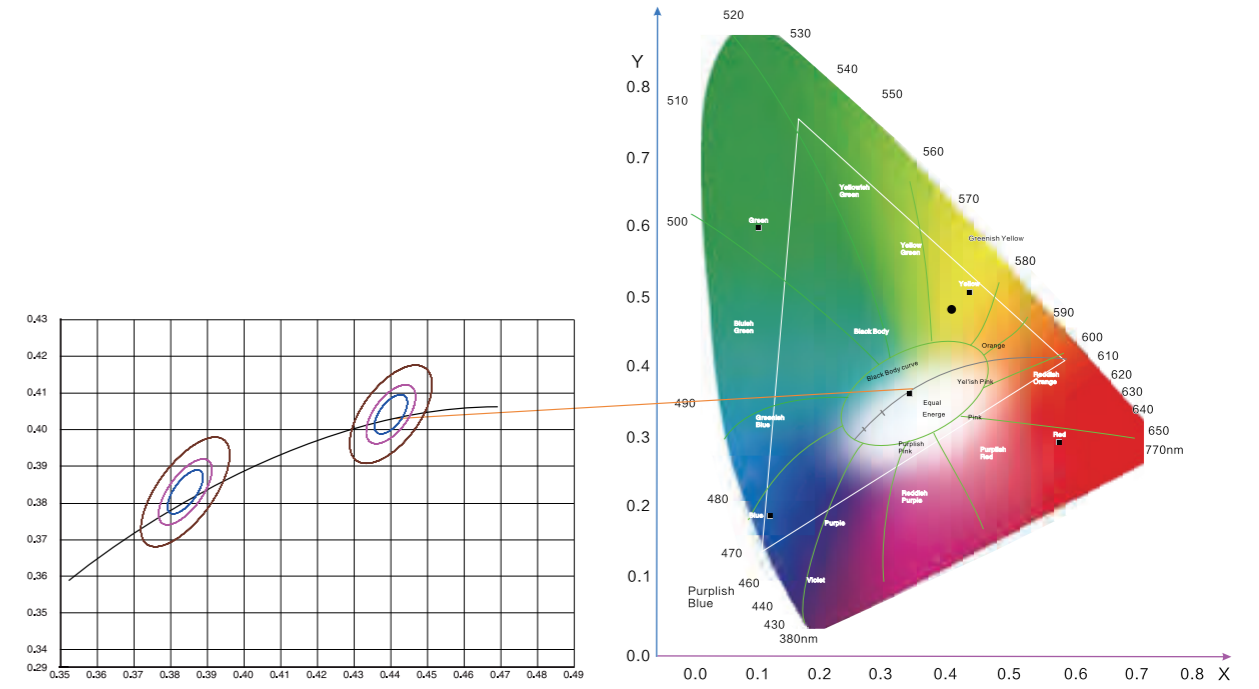 0.43
0.42
0.41
0.40
0.39
0.38
0.37
0.36
0.35
0.34
0.29
0.35 0.36 0.37 0.38 0.39 0.40 0.41 0.42 0.43 0.44 0.45 0.46 0.47 0.48 0.49
Y
0.8
0.7
0.6
0.5
0.4
0.3
0.2
0.1
0.0
0.0 0.1 0.2 0.3 0.4 0.5 0.6 0.7 0.8 X
520
530
540
550
510
560
570
500
Greenish Yellow
580
590
600
610
620
630
640
650
770nm
490
480
470
460
440
430
380nm
Purplish
Blue
Yellowish
Green
Green
Yellow
Green
Yellow
Bluish
Green
Black Body
Orange
Black Body curve
Yel'ish Pink
Reddish
Orange
Equal
Energe
Greenish
Blue
Pink
Red
Purplish
Pink
Purplish
Red
Reddish
Purple
Blue
Purple
Violet